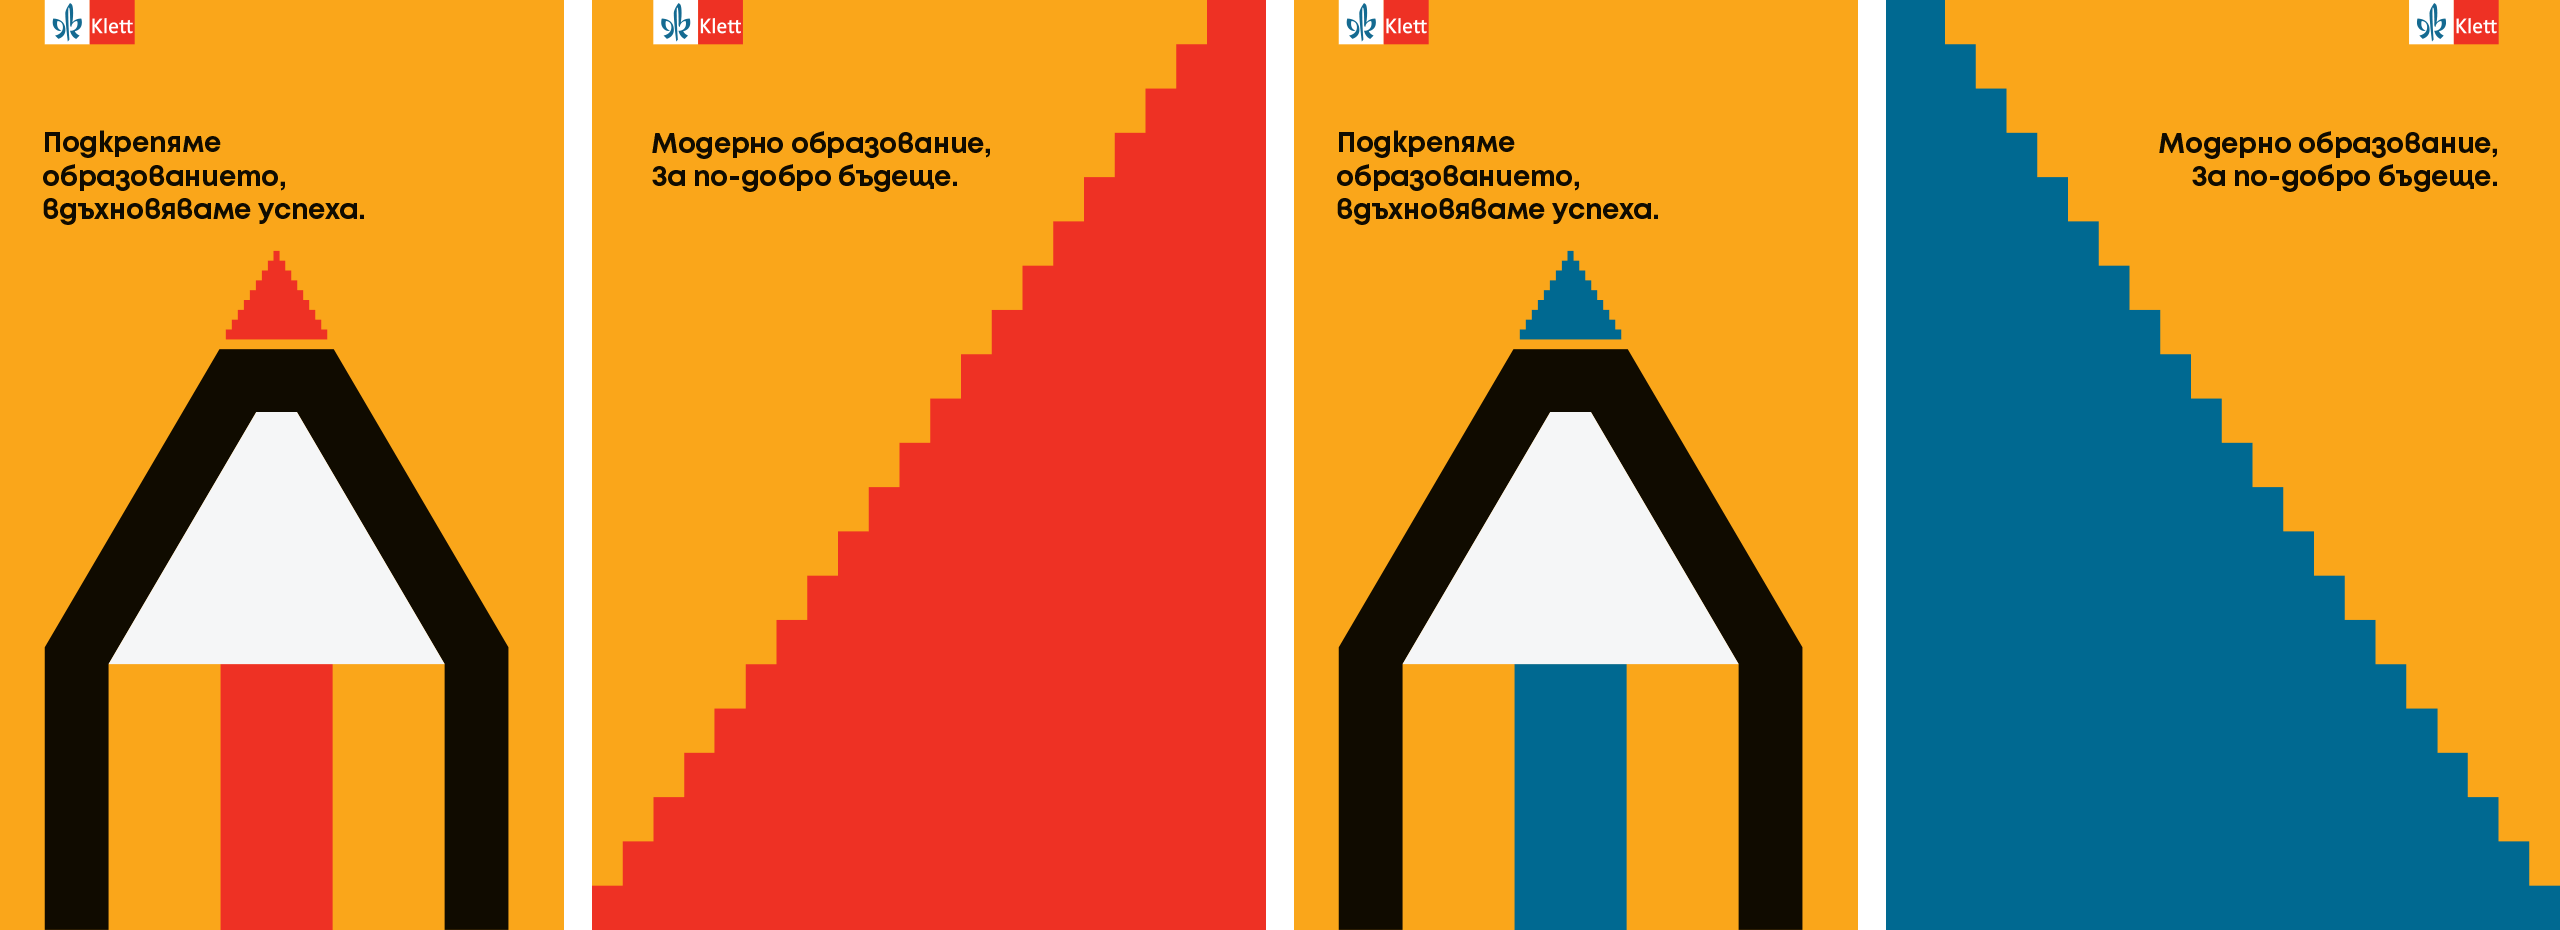 Klett
Подкрепяме
образованието,
вдъхновяваме успеха.
Klett
Модерно образование,
За по-добро бъдеще.
Klett
Подкрепяме
образованието,
вдъхновяваме успеха.
Klett
Модерно образование,
За по-добро бъдеще.